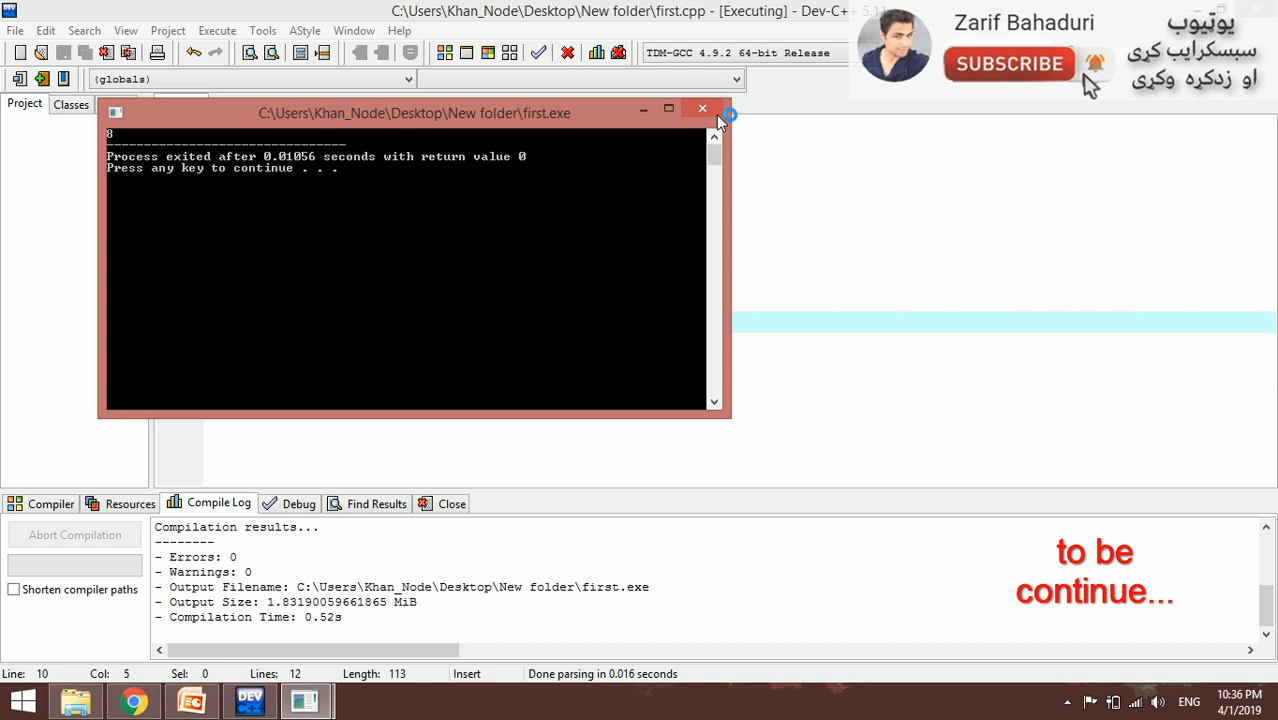 C:\Users\Khan_Node\Desktop\New folder\first.cpp - [Executing] - Dev-C++ 5.11
File Edit Search View Project Execute Tools AStyle Window Help
TDM-GCC 4.9.2 64-bit Release
(globals)
Project Classes
Zarif Bahaduri
SUBSCRIBE
یوټیوب
سبسکرایب کړی
او زدکړه وکړی
C:\Users\Khan_Node\Desktop\New folder\first.exe
8
--------------------------------
Process exited after 0.01056 seconds with return value 0
Press any key to continue . . .
Compiler Resources Compile Log Debug Find Results Close
Abort Compilation
Shorten compiler paths
Compilation results...
--------
- Errors: 0
- Warnings: 0
- Output Filename: C:\Users\Khan_Node\Desktop\New folder\first.exe
- Output Size: 1.83190059661865 MiB
- Compilation Time: 0.52s
to be
continue...
Line: 10 Col: 5 Sel: 0 Lines: 12 Length: 113 Insert Done parsing in 0.016 seconds
DEV
ENG
10:36 PM
4/1/2019